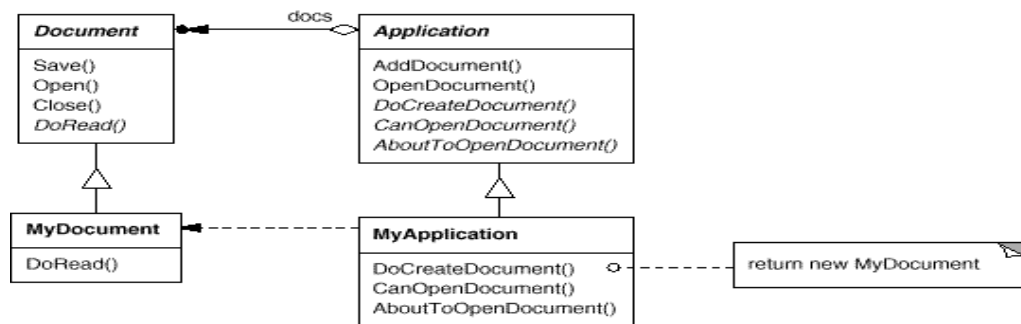 docs
Document
Save()
Open()
Close()
DoRead()
Application
AddDocument()
OpenDocument()
DoCreateDocument()
CanOpenDocument()
AboutToOpenDocument()
MyDocument
DoRead()
MyApplication
DoCreateDocument()
CanOpenDocument()
AboutToOpenDocument()
return new MyDocument